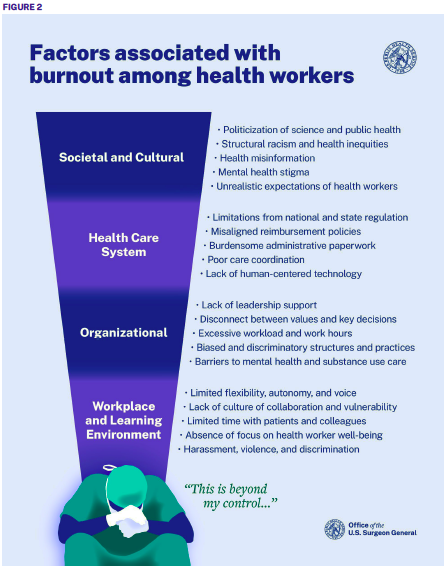 FIGURE 2
Factors associated with
burnout among health workers
Societal and Cultural
• Politicization of science and public health
• Structural racism and health inequities
• Health misinformation
• Mental health stigma
• Unrealistic expectations of health workers
Health Care
System
• Limitations from national and state regulation
• Misaligned reimbursement policies
• Burdensome administrative paperwork
• Poor care coordination
• Lack of human-centered technology
Organizational
• Lack of leadership support
• Disconnect between values and key decisions
• Excessive workload and work hours
• Biased and discriminatory structures and practices
• Barriers to mental health and substance use care
Workplace
and Learning
Environment
• Limited flexibility, autonomy, and voice
• Lack of culture of collaboration and vulnerability
• Limited time with patients and colleagues
• Absence of focus on health worker well-being
• Harassment, violence, and discrimination
“This is beyond
my control...”
Office of the
U.S. Surgeon General